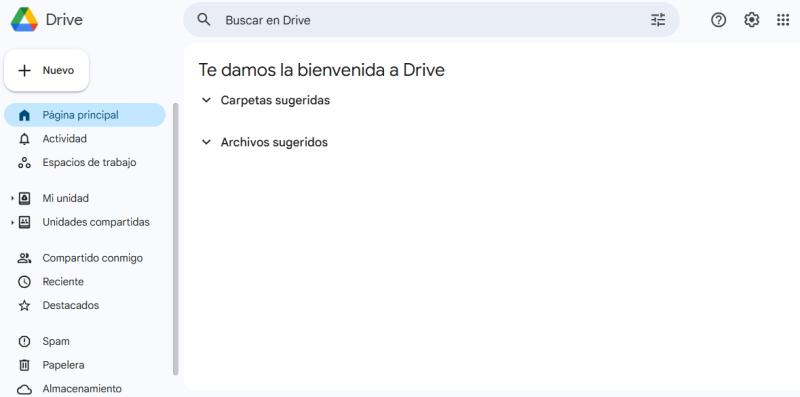 Drive
Buscar en Drive
Nuevo
Página principal
Actividad
Espacios de trabajo
Mi unidad
Unidades compartidas
Compartido conmigo
Reciente
Destacados
Spam
Papelera
Almacenamiento
Te damos la bienvenida a Drive
Carpetas sugeridas
Archivos sugeridos